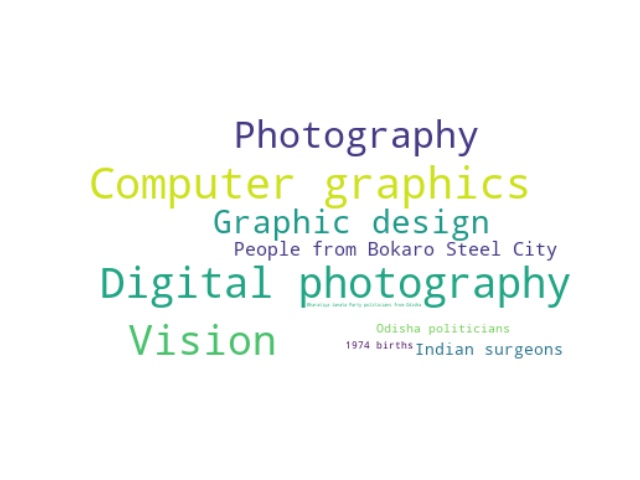 Photography
Computer graphics
Graphic design
People from Bokaro Steel City
Digital photography
Bharatiya Janata Party politicians from Odisha
Odisha politicians
Vision
1974 births
Indian surgeons